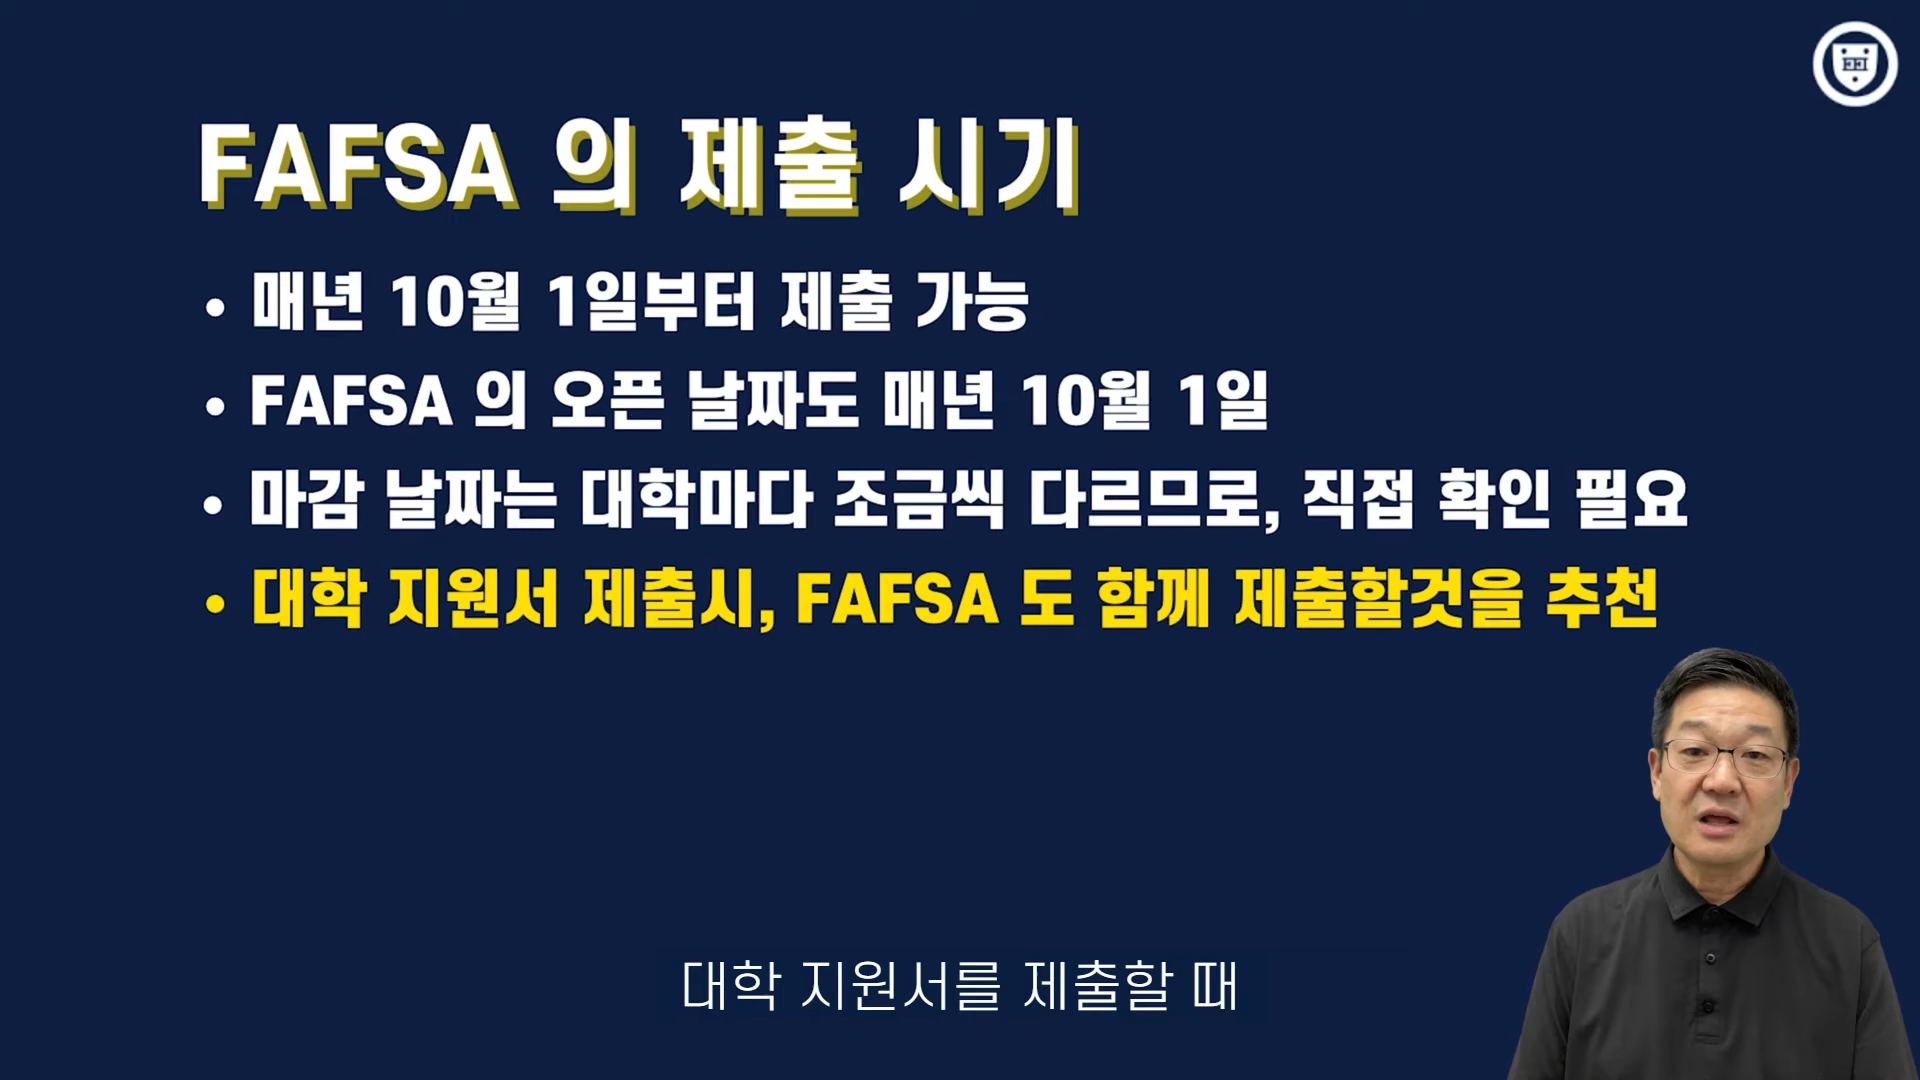 FAFSA 의 제출 시기
• 매년 10월 1일부터 제출 가능
• FAFSA 의 오픈 날짜도 매년 10월 1일
• 마감 날짜는 대학마다 조금씩 다르므로, 직접 확인 필요
• 대학 지원서 제출시, FAFSA 도 함께 제출할것을 추천
대학 지원서를 제출할 때